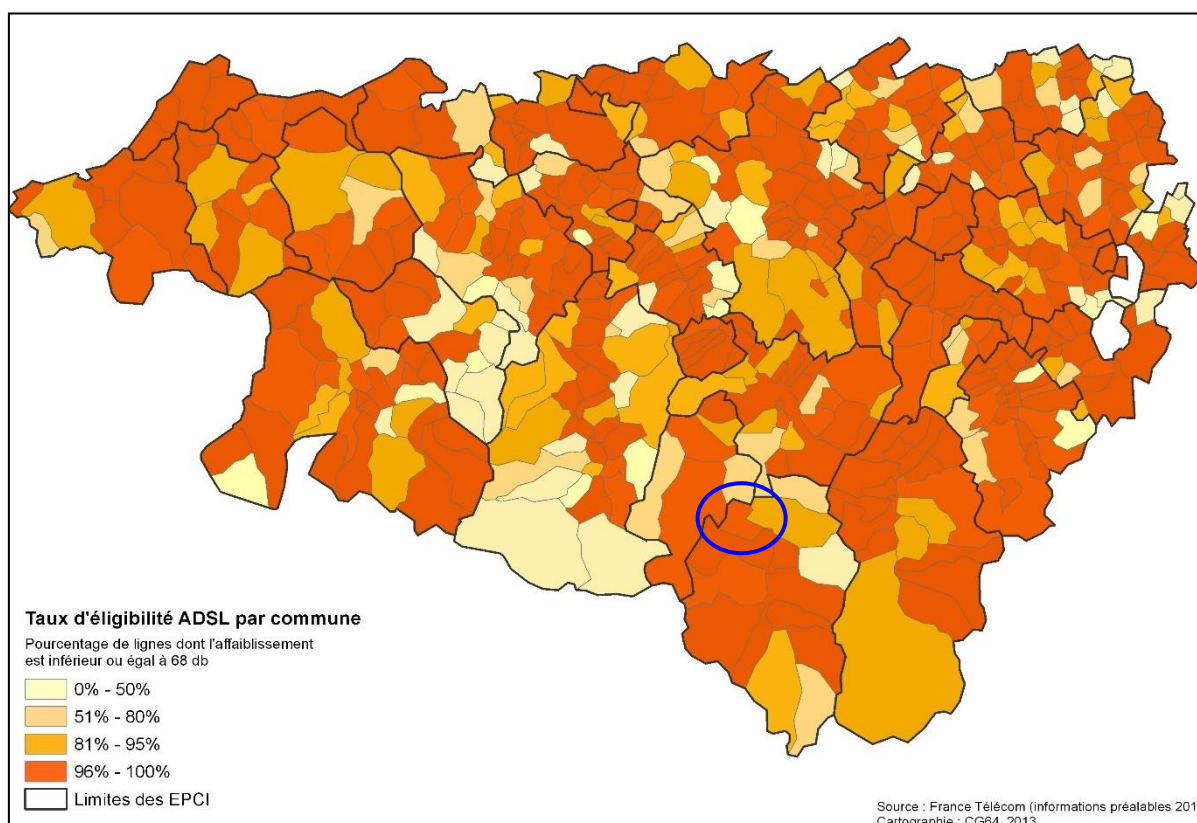 Taux d'éligibilité ADSL par commune
Pourcentage de lignes dont l'affaiblissement
est inférieur ou égal à 68 db
0% - 50%
51% - 80%
81% - 95%
96% - 100%
Limites des EPCI
Source : France Télécom (informations préalables 201
Cartographie : CG64, 2013